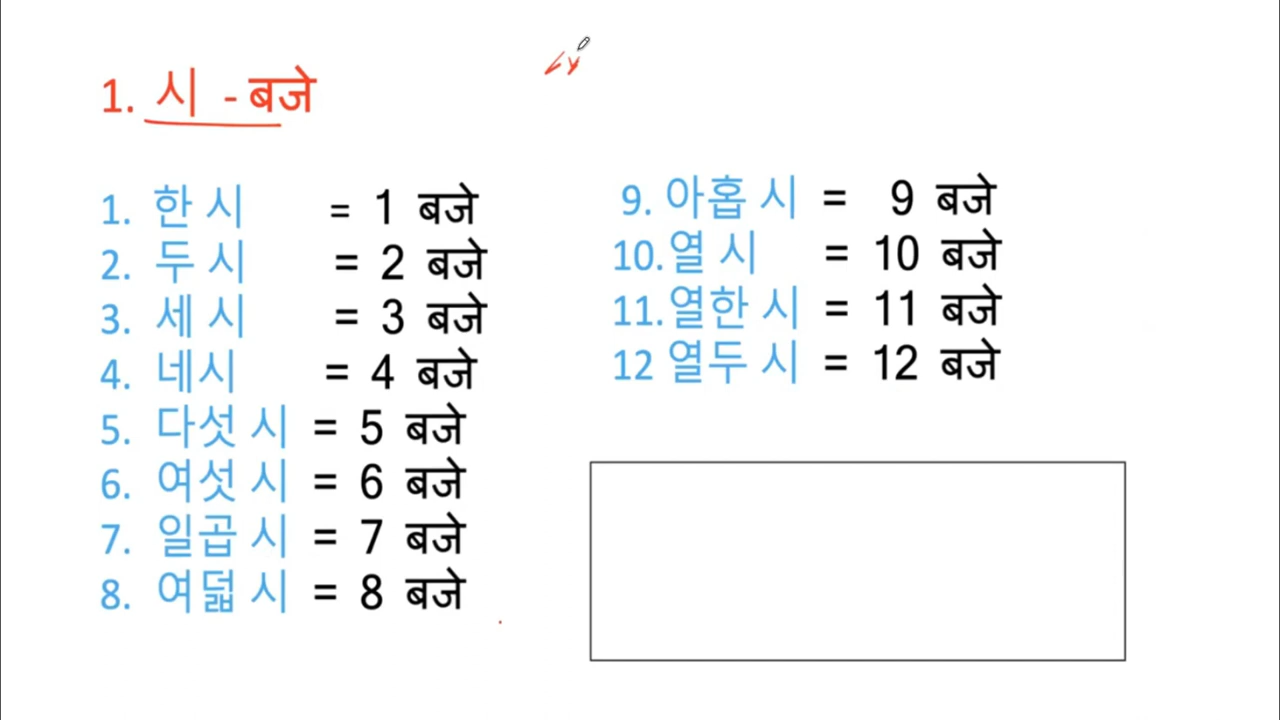 1. 시 - बजे
1. 한 시 = 1 बजे
2. 두 시 = 2 बजे
3. 세 시 = 3 बजे
4. 네시 = 4 बजे
5. 다섯 시 = 5 बजे
6. 여섯 시 = 6 बजे
7. 일곱 시 = 7 बजे
8. 여덟 시 = 8 बजे
9. 아홉 시 = 9 बजे
10. 열 시 = 10 बजे
11. 열한 시 = 11 बजे
12 열두 시 = 12 बजे